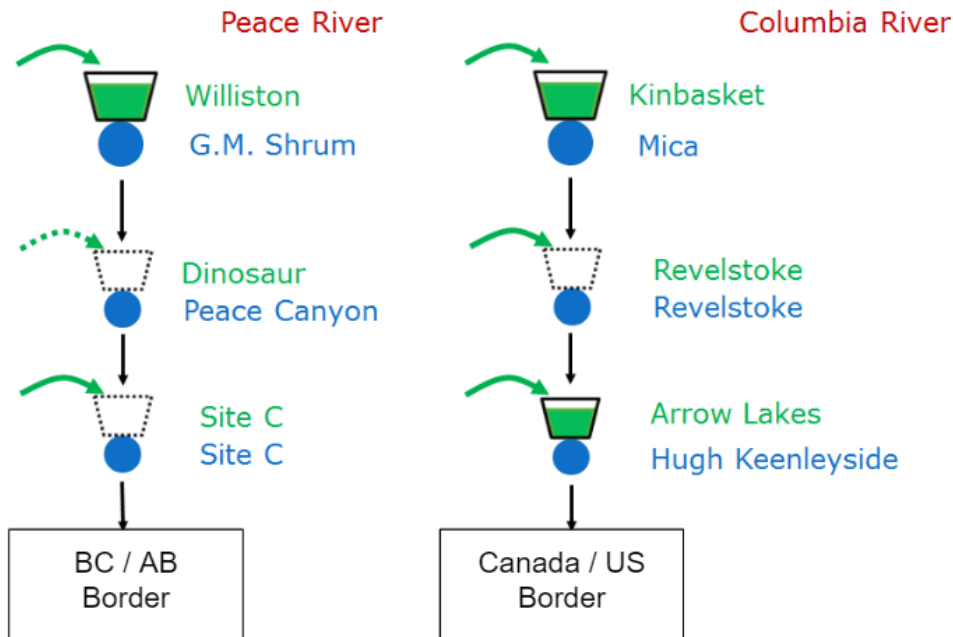 Peace River
Williston
G.M. Shrum
Dinosaur
Peace Canyon
Site C
Site C
BC / AB
Border
Columbia River
Kinbasket
Mica
Revelstoke
Revelstoke
Arrow Lakes
Hugh Keenleyside
Canada / US
Border